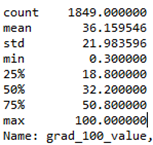 count 1849.000000
mean 36.159546
std 21.983596
min 0.300000
25% 18.800000
50% 32.200000
75% 50.800000
max 100.000000
Name: grad_100_value,